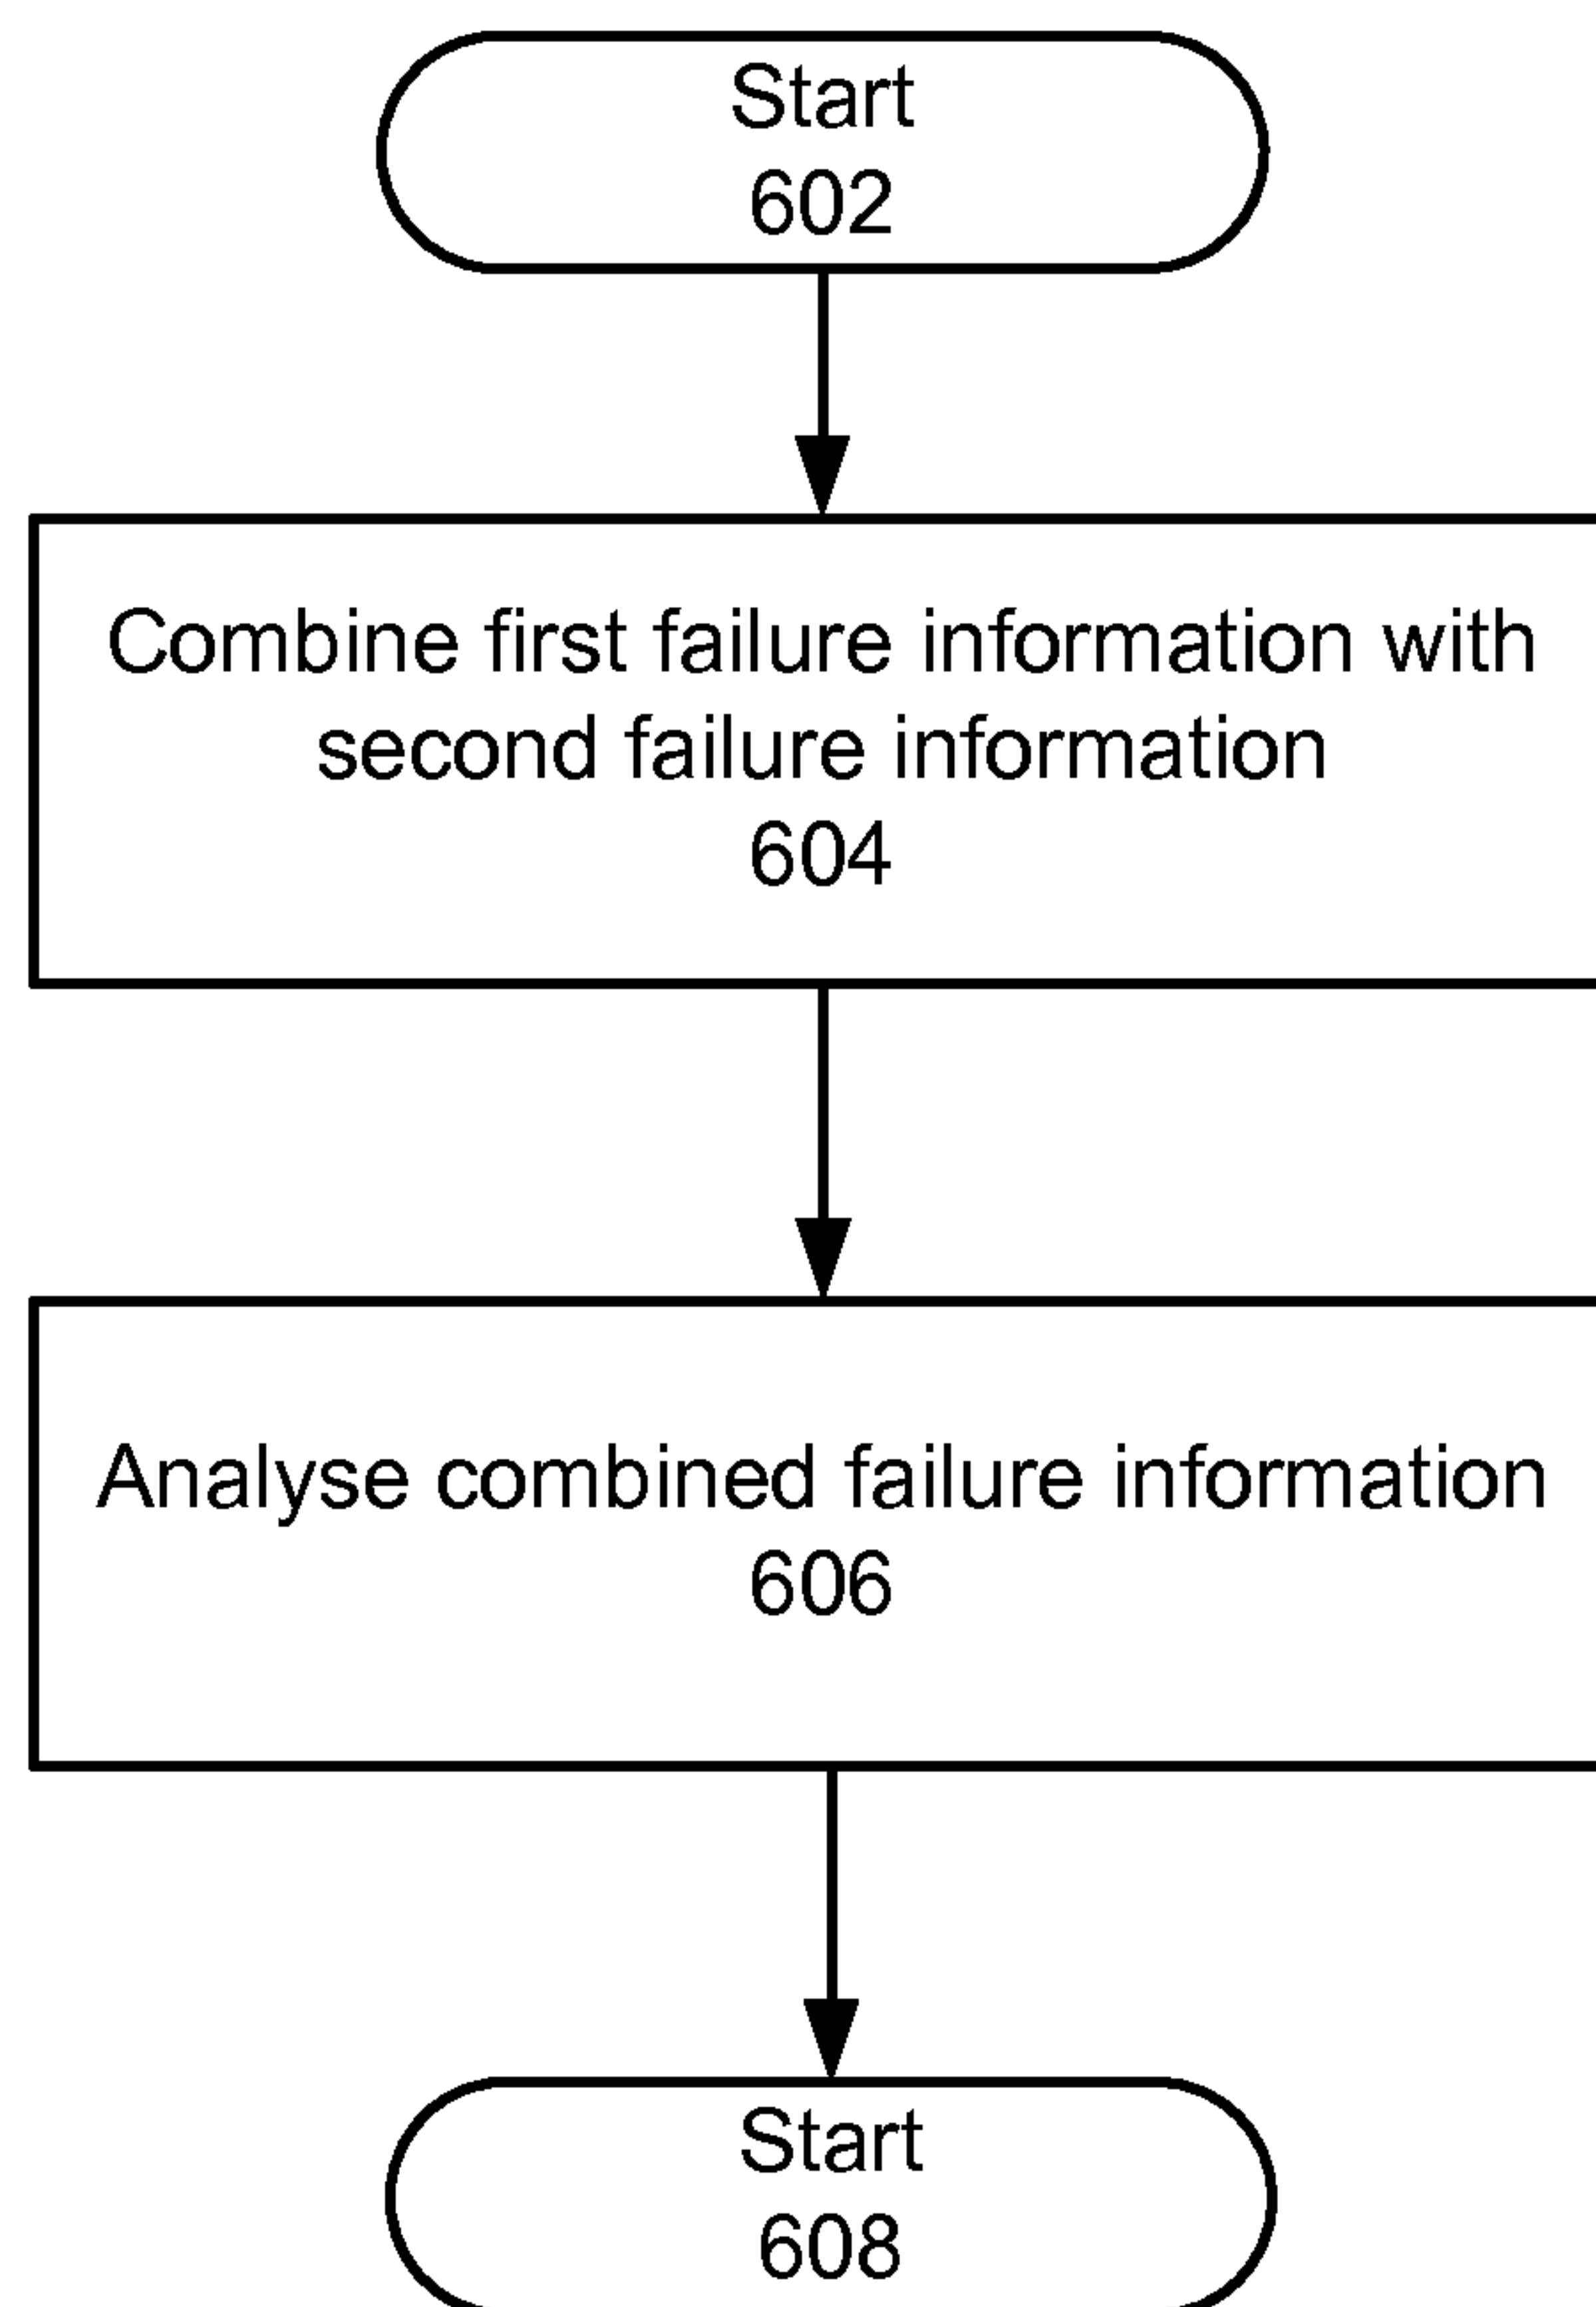 Start
602
Combine first failure information with
second failure information
604
Analyse combined failure information
606
Start
608